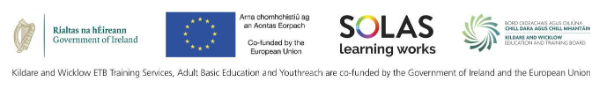 Rialtas na hÉireann
Government of Ireland
Arna chomhchistiú ag
an Aontas Eorpach
Co-funded by the
European Union
SOLAS
learning works
BORD OIDEACHAIS AGUS OILIÚNA
CHILL DARA AGUS CHILL MHANTÁIN
KILDARE AND WICKLOW
EDUCATION AND TRAINING BOARD
Kildare and Wicklow ETB Training Services, Adult Basic Education and Youthreach are co-funded by the Government of Ireland and the European Union